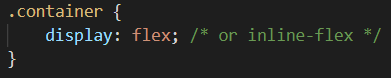 .container {
    display: flex; /* or inline-flex */
}